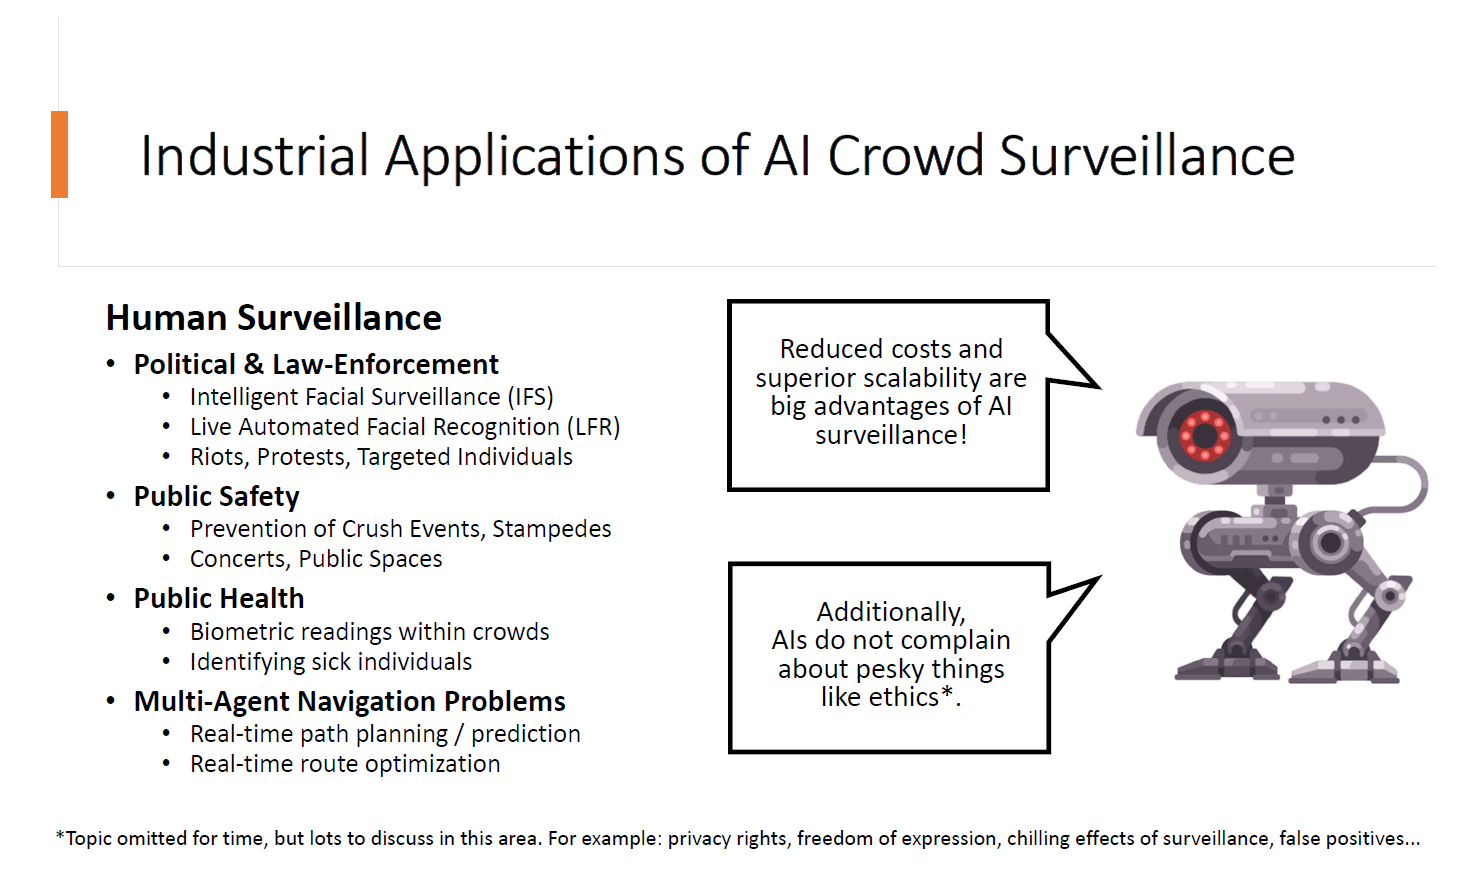 Industrial Applications of AI Crowd Surveillance
Human Surveillance
• Political & Law-Enforcement
• Intelligent Facial Surveillance (IFS)
• Live Automated Facial Recognition (LFR)
• Riots, Protests, Targeted Individuals
• Public Safety
• Prevention of Crush Events, Stampedes
• Concerts, Public Spaces
• Public Health
• Biometric readings within crowds
• Identifying sick individuals
• Multi-Agent Navigation Problems
• Real-time path planning / prediction
• Real-time route optimization
Reduced costs and
superior scalability are
big advantages of AI
surveillance!
Additionally,
AIs do not complain
about pesky things
like ethics*.
*Topic omitted for time, but lots to discuss in this area. For example: privacy rights, freedom of expression, chilling effects of surveillance, false positives...